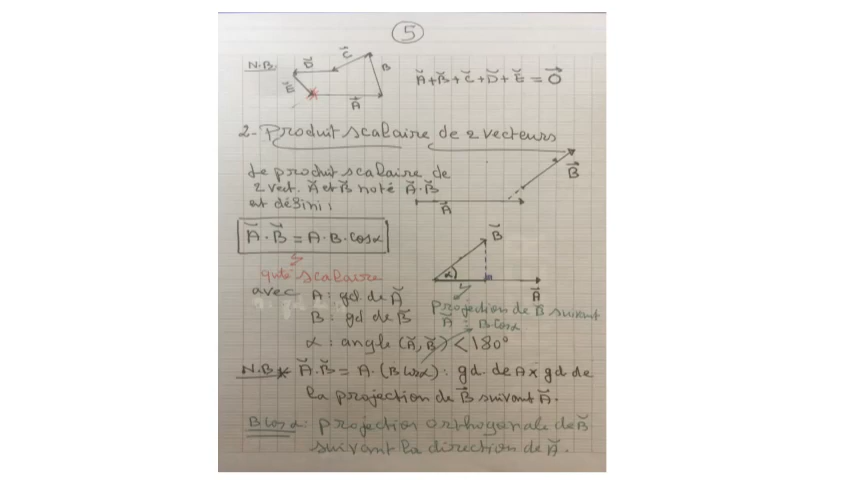 5
N.B. D⃗ C⃗ B E⃗ A⃗
A⃗ + B⃗ + C⃗ + D⃗ + E⃗ = O⃗
2- Produit scalaire de 2 vecteurs
Le produit scalaire de
2 vect. A⃗ et B⃗ noté A⃗.B⃗
est défini :
A⃗ B⃗
A⃗ . B⃗ = A . B . cosα
qté scalaire
B⃗ α A⃗
avec A : gd. de A⃗
B : gd de B⃗
Projection de B⃗ suivant
A⃗ = B cosα
α : angle (A⃗, B⃗) < 180°
N.B * A⃗.B⃗ = A. (B cosα) : gd. de A x gd de
la projection de B⃗ suivant A⃗.
B cosα : projection orthogonale de B⃗
suivant la direction de A⃗.